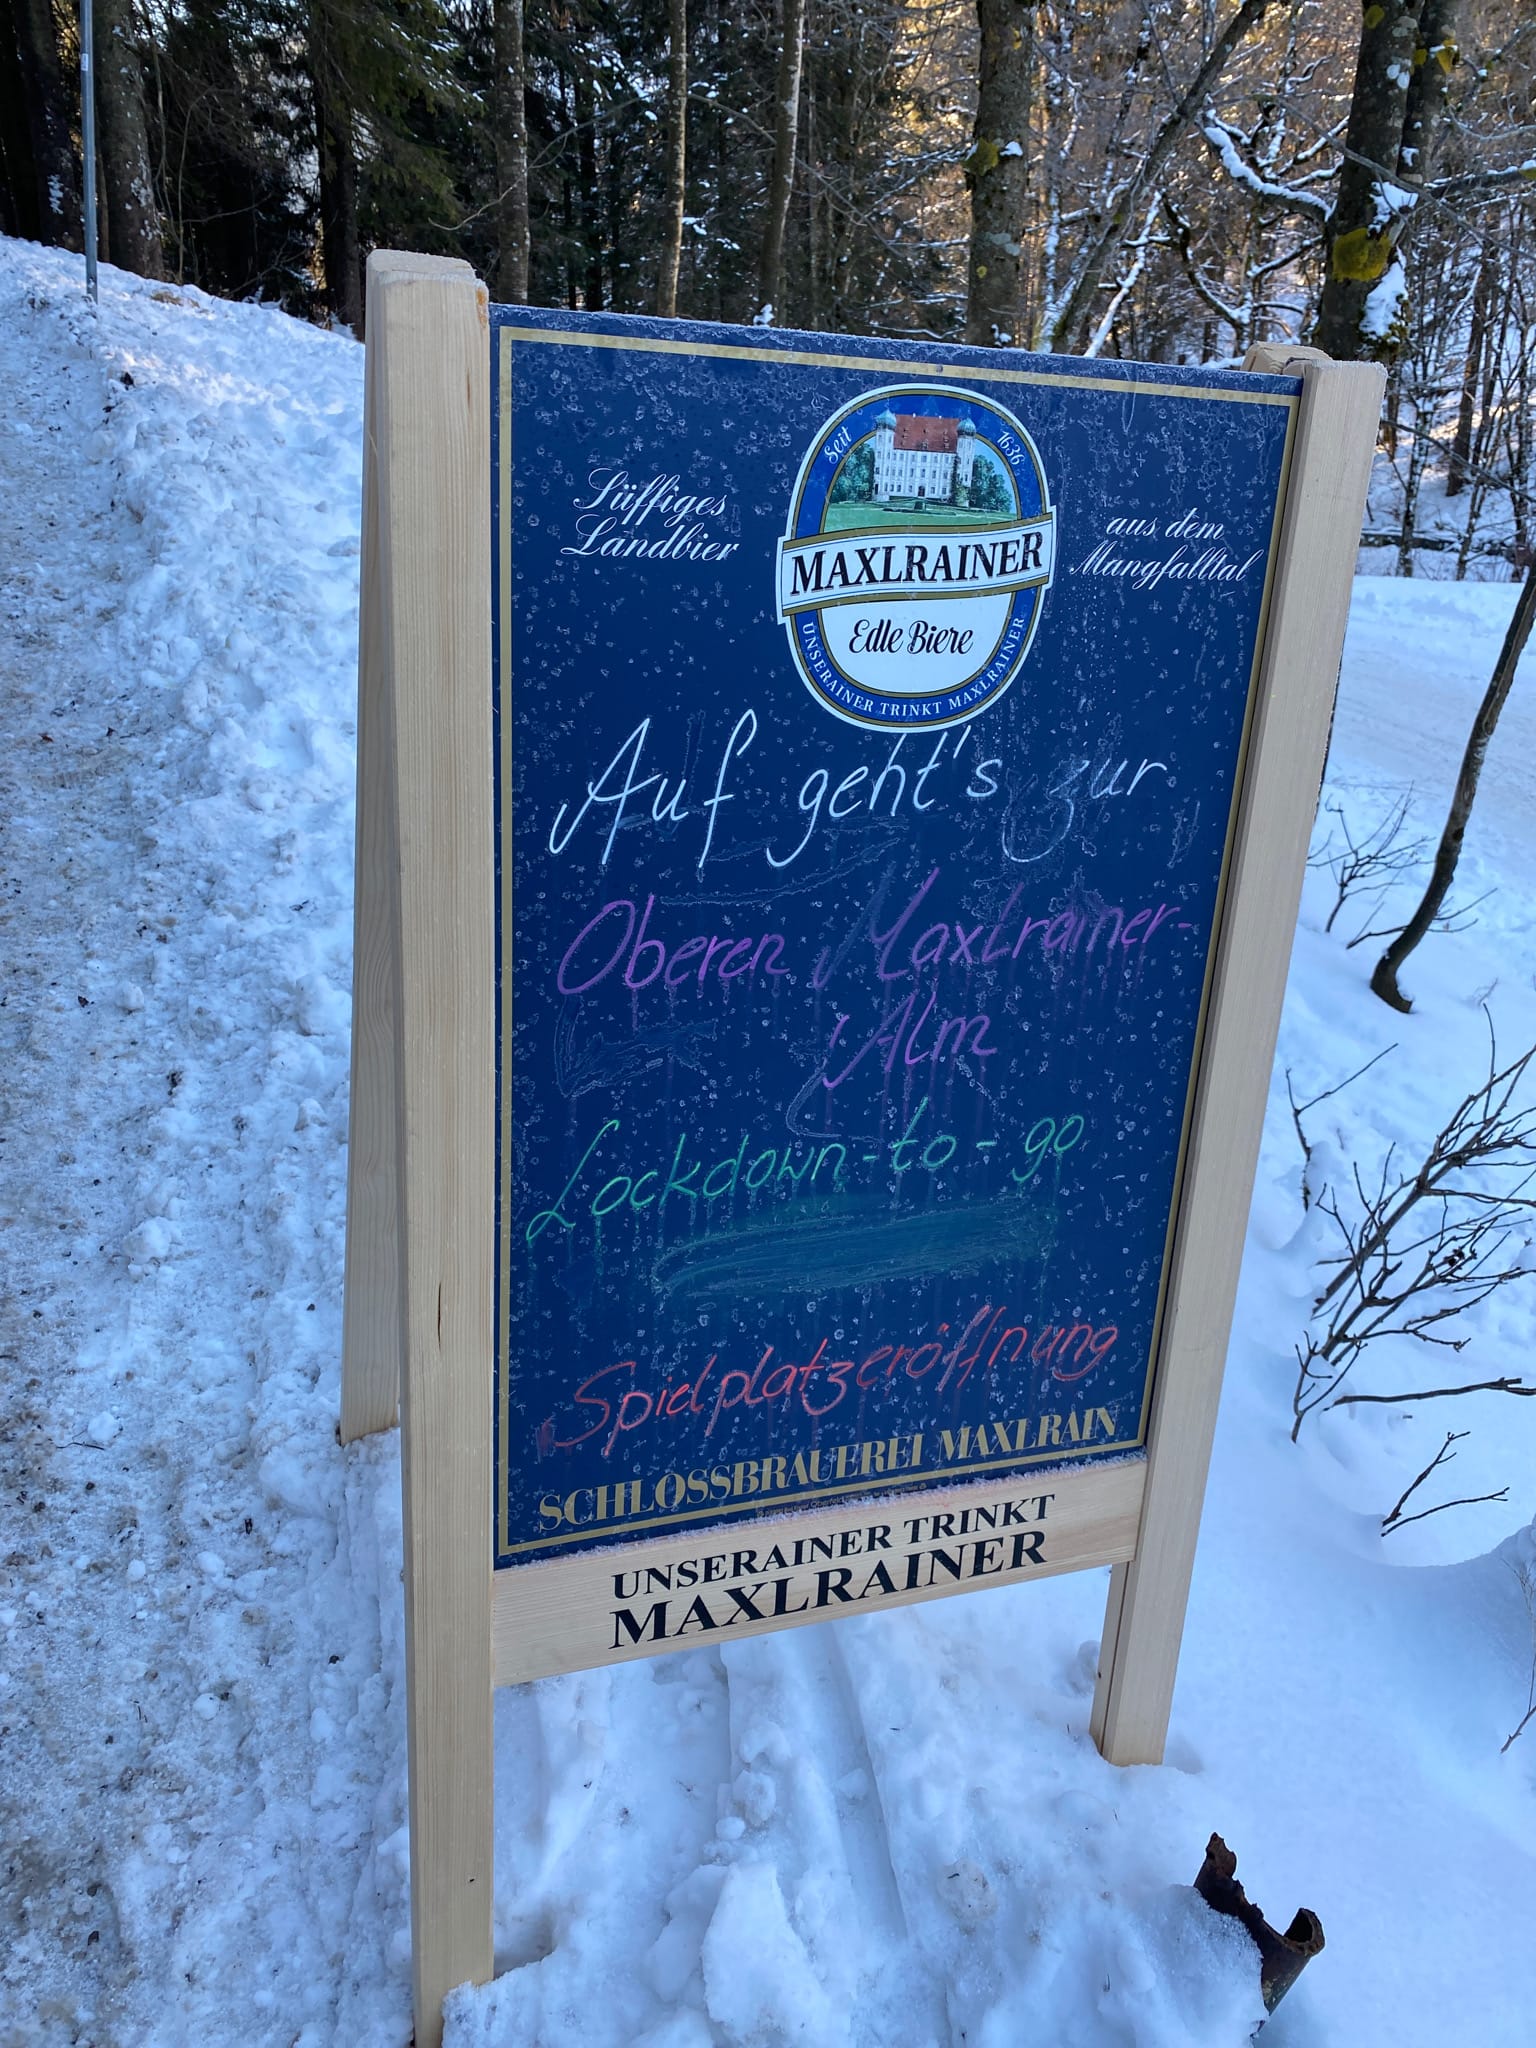 Seit 1636
Süffiges
Landbier
aus dem
Mangfalltal
MAXLRAINER
Edle Biere
UNSERAINER TRINKT MAXLRAINER
Auf geht's zur
Oberen Maxlrainer-
Alm
Lockdown-to-go
Spielplatzeröffnung
SCHLOSSBRAUEREI MAXLRAIN
UNSERAINER TRINKT
MAXLRAINER